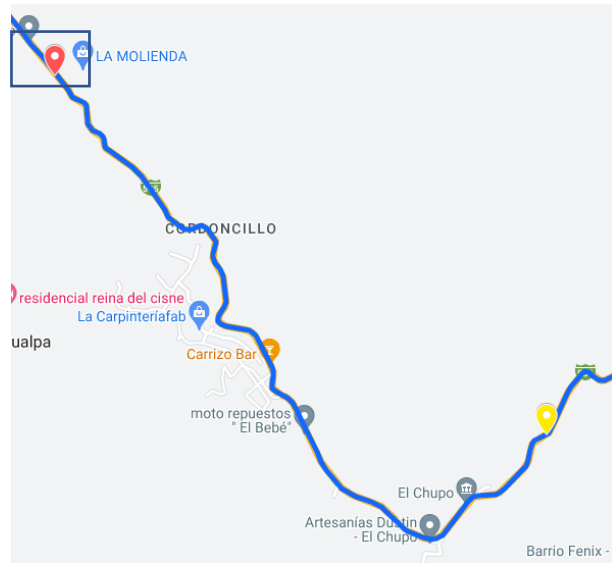 LA MOLIENDA
CORDONCILLO
residencial reina del cisne
La Carpinteríafab
ualpa
Carrizo Bar
moto repuestos
" El Bebé"
El Chupo
Artesanías Dustin
- El Chupo
Barrio Fenix -